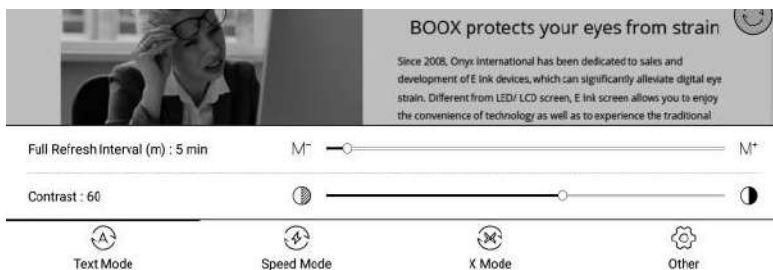 BOOX protects your eyes from strain
Since 2008, Onyx International has been dedicated to sales and
development of E Ink devices, which can significantly alleviate digital eye
strain. Different from LED/ LCD screen, E Ink screen allows you to enjoy
the convenience of technology as well as to experience the traditional
Full Refresh Interval (m) : 5 min M⁻ M⁺
Contrast : 60
Text Mode Speed Mode X Mode Other